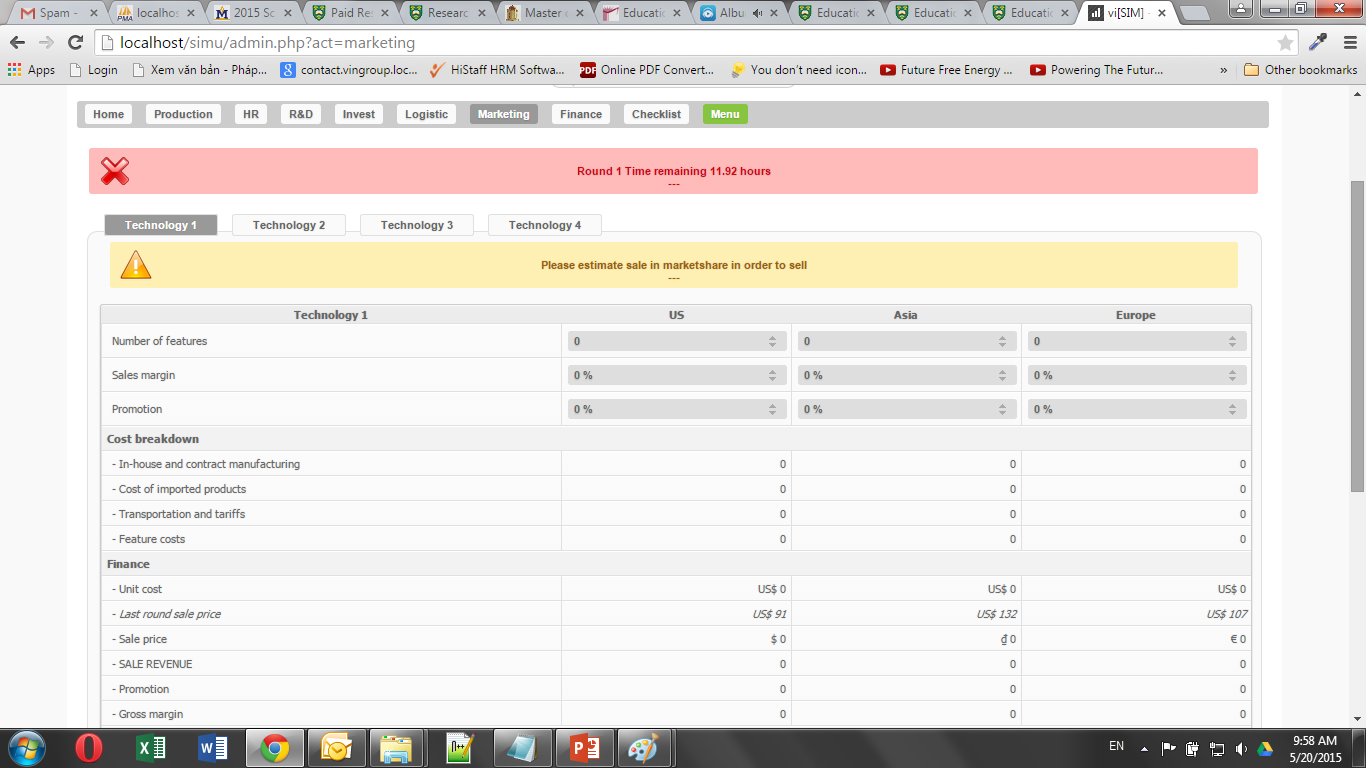 Spam -
localhos
2015 Sc
Paid Re
Researc
Master
Educatio
Albu
Educatio
Educatio
Educatio
vi[SIM] -
localhost/simu/admin.php?act=marketing
Apps Login Xem văn bản - Pháp... contact.vingroup.loc... HiStaff HRM Softwa... Online PDF Convert... You don't need icon... Future Free Energy ... Powering The Futur... » Other bookmarks
Home Production HR R&D Invest Logistic Marketing Finance Checklist Menu
Round 1 Time remaining 11.92 hours
---
Technology 1 Technology 2 Technology 3 Technology 4
Please estimate sale in marketshare in order to sell
---
Technology 1 US Asia Europe
Number of features 0 0 0
Sales margin 0 % 0 % 0 %
Promotion 0 % 0 % 0 %
Cost breakdown
- In-house and contract manufacturing 0 0 0
- Cost of imported products 0 0 0
- Transportation and tariffs 0 0 0
- Feature costs 0 0 0
Finance
- Unit cost US$ 0 US$ 0 US$ 0
- Last round sale price US$ 91 US$ 132 US$ 107
- Sale price $ 0 ₫ 0 € 0
- SALE REVENUE 0 0 0
- Promotion 0 0 0
- Gross margin 0 0 0
EN
9:58 AM
5/20/2015